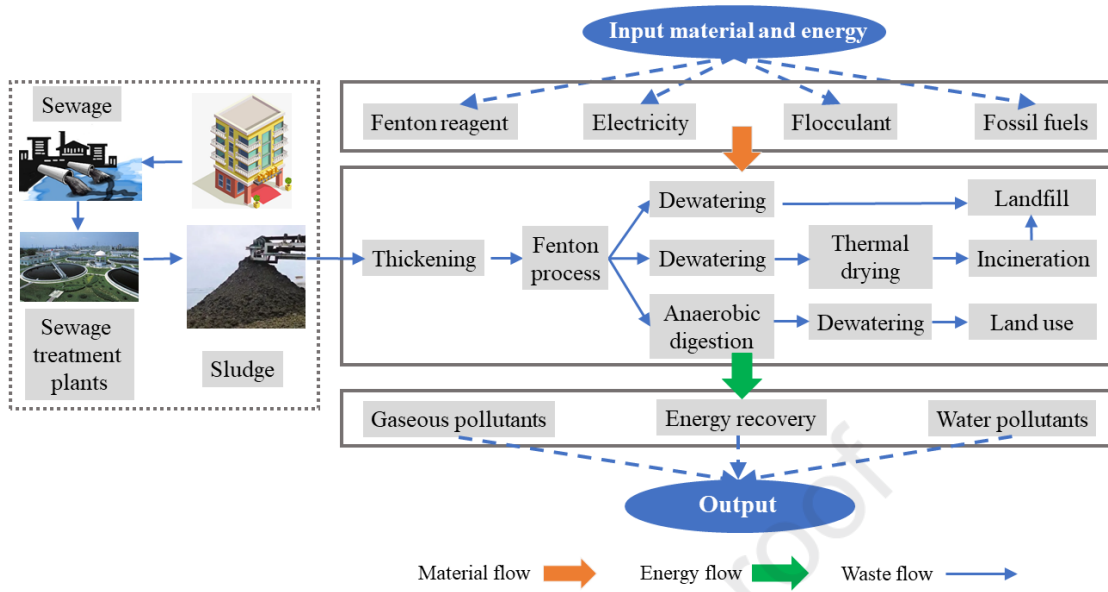 Input material and energy
Sewage
Fenton reagent
Electricity
Flocculant
Fossil fuels
Dewatering
Landfill
Thickening
Fenton
process
Dewatering
Thermal
drying
Incineration
Anaerobic
digestion
Dewatering
Land use
Sewage
treatment
plants
Sludge
Gaseous pollutants
Energy recovery
Water pollutants
Output
Material flow
Energy flow
Waste flow